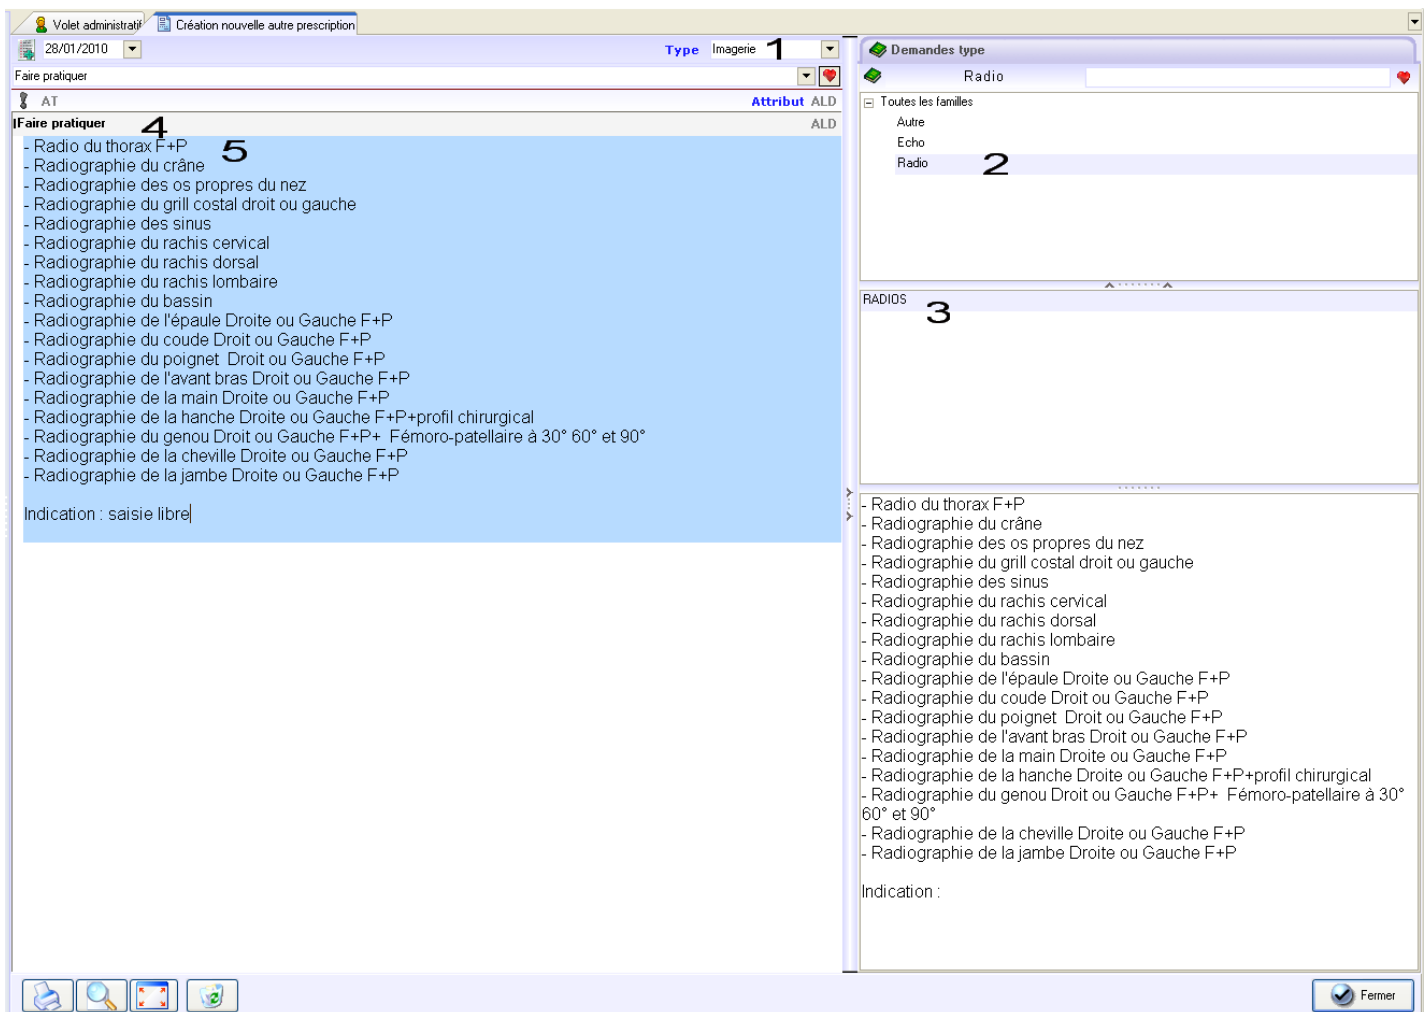 Volet administratif
Création nouvelle autre prescription
28/01/2010
Type Imagerie 1
Faire pratiquer
AT
Attribut ALD
Faire pratiquer 4
ALD
- Radio du thorax F+P 5
- Radiographie du crâne
- Radiographie des os propres du nez
- Radiographie du grill costal droit ou gauche
- Radiographie des sinus
- Radiographie du rachis cervical
- Radiographie du rachis dorsal
- Radiographie du rachis lombaire
- Radiographie du bassin
- Radiographie de l'épaule Droite ou Gauche F+P
- Radiographie du coude Droit ou Gauche F+P
- Radiographie du poignet  Droit ou Gauche F+P
- Radiographie de l'avant bras Droit ou Gauche F+P
- Radiographie de la main Droite ou Gauche F+P
- Radiographie de la hanche Droite ou Gauche F+P+profil chirurgical
- Radiographie du genou Droit ou Gauche F+P+  Fémoro-patellaire à 30° 60° et 90°
- Radiographie de la cheville Droite ou Gauche F+P
- Radiographie de la jambe Droite ou Gauche F+P
Indication : saisie libre
Demandes type
Radio
Toutes les familles
Autre
Echo
Radio 2
RADIOS 3
- Radio du thorax F+P
- Radiographie du crâne
- Radiographie des os propres du nez
- Radiographie du grill costal droit ou gauche
- Radiographie des sinus
- Radiographie du rachis cervical
- Radiographie du rachis dorsal
- Radiographie du rachis lombaire
- Radiographie du bassin
- Radiographie de l'épaule Droite ou Gauche F+P
- Radiographie du coude Droit ou Gauche F+P
- Radiographie du poignet  Droit ou Gauche F+P
- Radiographie de l'avant bras Droit ou Gauche F+P
- Radiographie de la main Droite ou Gauche F+P
- Radiographie de la hanche Droite ou Gauche F+P+profil chirurgical
- Radiographie du genou Droit ou Gauche F+P+  Fémoro-patellaire à 30°
60° et 90°
- Radiographie de la cheville Droite ou Gauche F+P
- Radiographie de la jambe Droite ou Gauche F+P
Indication :
Fermer